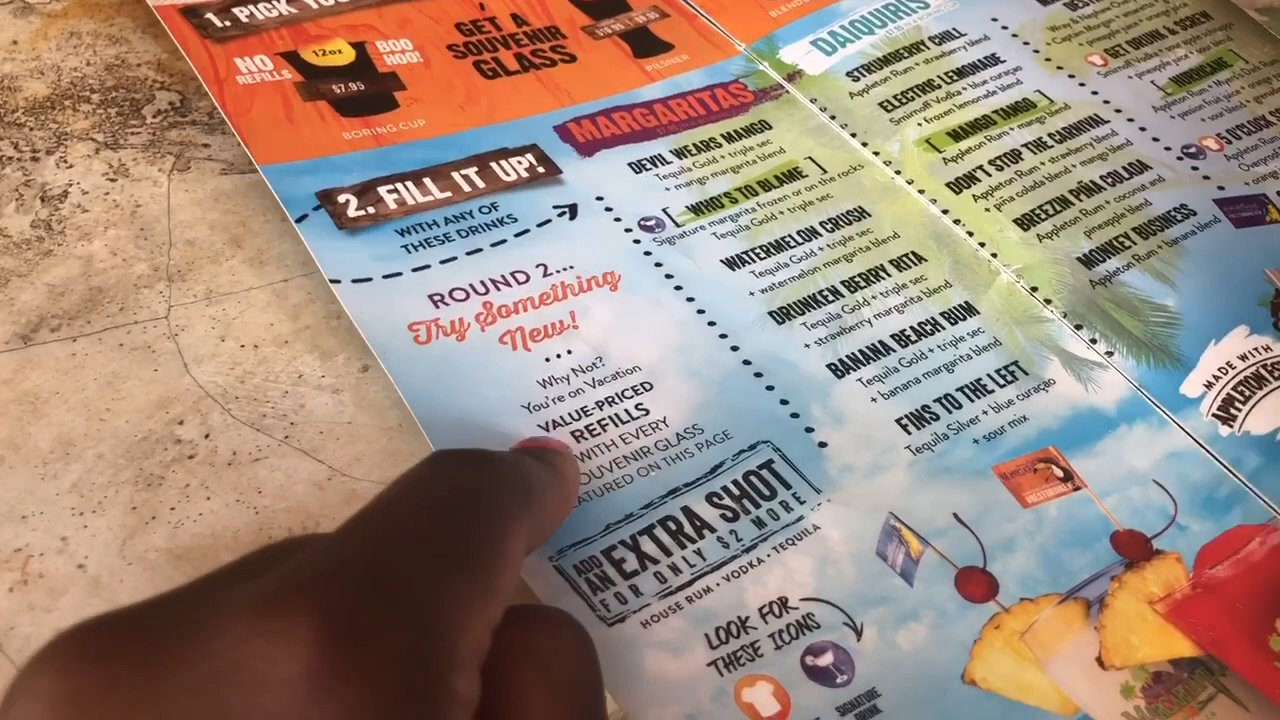 1. PICK
NO
REFILLS
12oz
BOO
HOO!
$7.95
BORING CUP
GET A
SOUVENIR
GLASS
PILSNER
2. FILL IT UP!
WITH ANY OF
THESE DRINKS
ROUND 2...
Try Something
New!
Why Not?
You're on Vacation
VALUE-PRICED
REFILLS
WITH EVERY
OUVENIR GLASS
ATURED ON THIS PAGE
ADD AN EXTRA SHOT
FOR ONLY $2 MORE
HOUSE RUM • VODKA • TEQUILA
LOOK FOR
THESE ICONS
SIGNATURE
DRINK
MARGARITAS
DEVIL WEARS MANGO
Tequila Gold + triple sec
+ mango margarita blend
[ WHO'S TO BLAME ]
Signature margarita frozen or on the rocks
Tequila Gold + triple sec
WATERMELON CRUSH
Tequila Gold + triple sec
+ watermelon margarita blend
DRUNKEN BERRY RITA
Tequila Gold + triple sec
+ strawberry margarita blend
BANANA BEACH BUM
Tequila Gold + triple sec
+ banana margarita blend
FINS TO THE LEFT
Tequila Silver + blue curaçao
+ sour mix
DAIQUIRIS
STRUMBERRY CHILL
Appleton Rum + strawberry blend
ELECTRIC LEMONADE
Smirnoff Vodka + blue curaçao
+ frozen lemonade blend
[ MANGO TANGO ]
Appleton Rum + mango blend
DON'T STOP THE CARNIVAL
Appleton Rum + strawberry blend
+ pina colada blend + mango blend
BREEZIN PIÑA COLADA
Appleton Rum + coconut and
pineapple blend
MONKEY BUSINESS
Appleton Rum + banana blend
GET DRUNK & SCREW
[ HURRICANE ]
5 O'CLOCK
MADE WITH
APPLETON